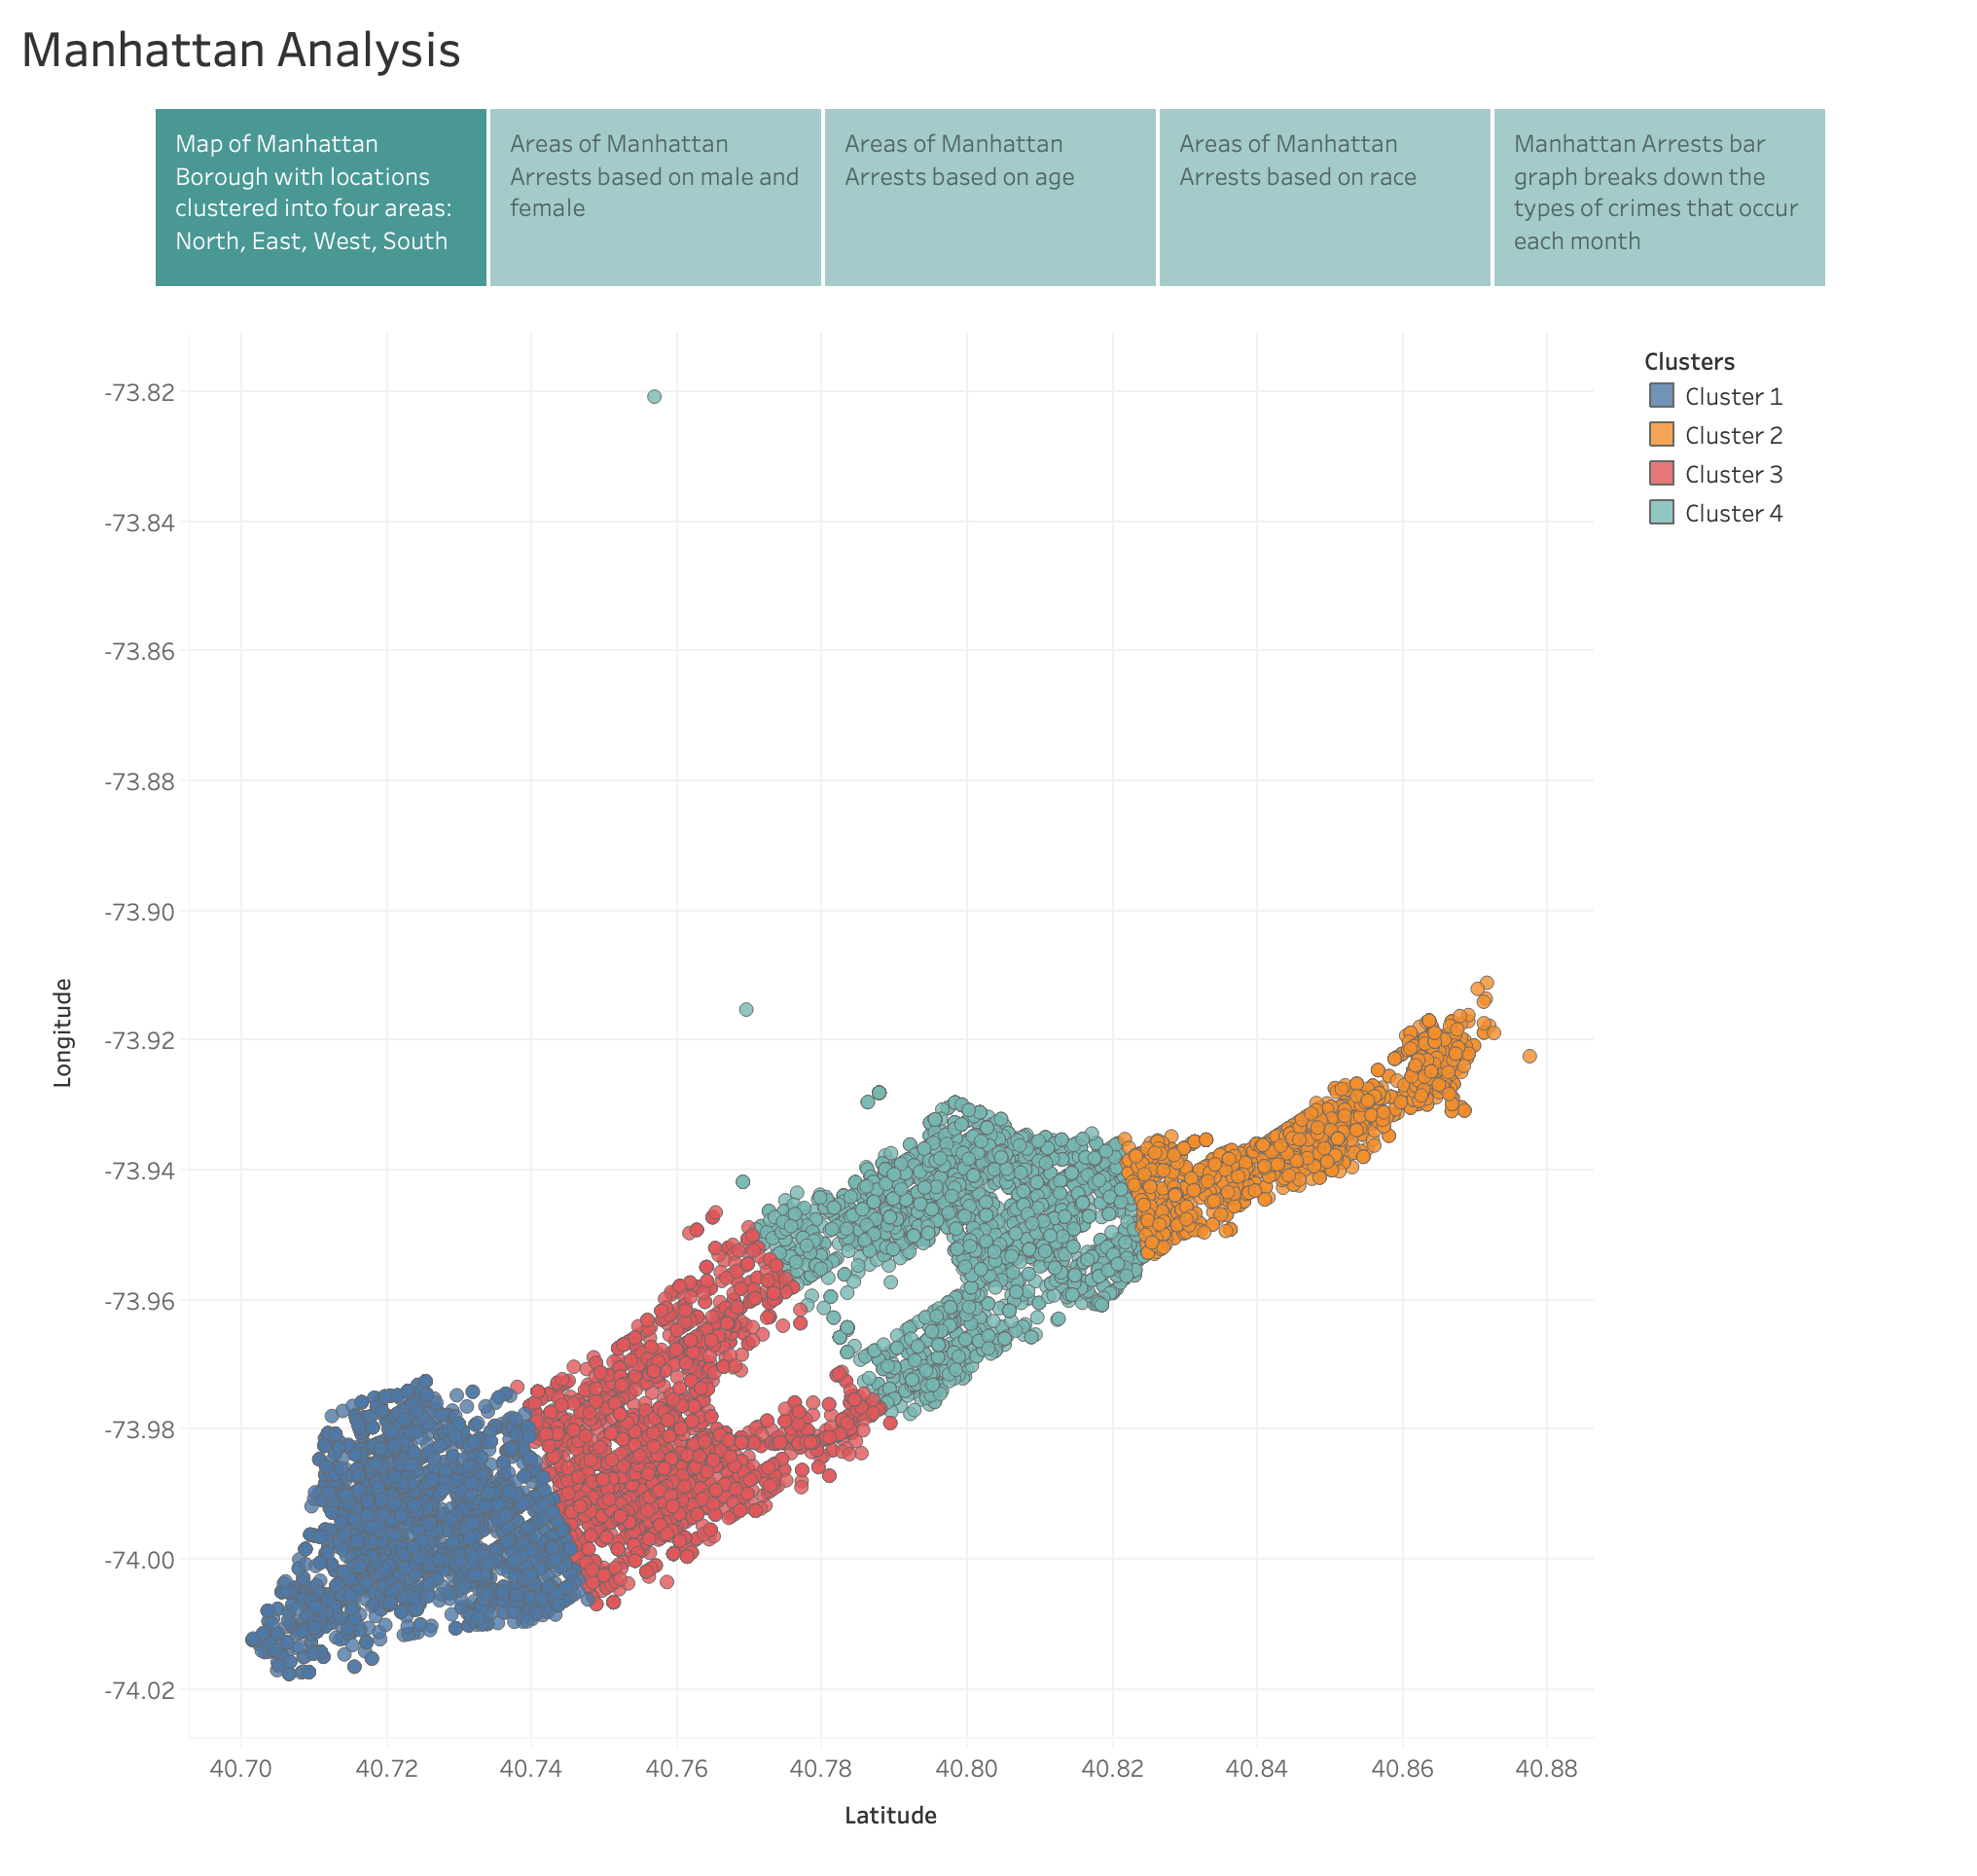 Manhattan Analysis
Map of Manhattan
Borough with locations
clustered into four areas:
North, East, West, South
Areas of Manhattan
Arrests based on male and
female
Areas of Manhattan
Arrests based on age
Areas of Manhattan
Arrests based on race
Manhattan Arrests bar
graph breaks down the
types of crimes that occur
each month
Clusters
Cluster 1
Cluster 2
Cluster 3
Cluster 4
Longitude
-73.82
-73.84
-73.86
-73.88
-73.90
-73.92
-73.94
-73.96
-73.98
-74.00
-74.02
40.70 40.72 40.74 40.76 40.78 40.80 40.82 40.84 40.86 40.88
Latitude